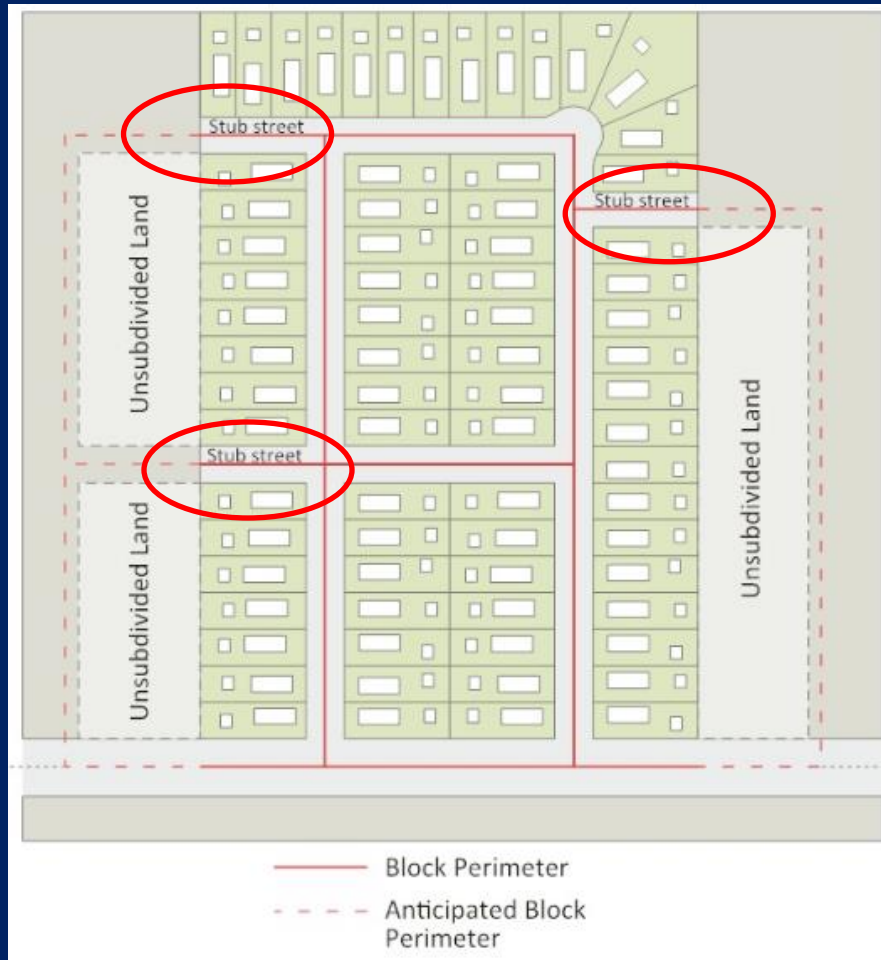 Stub street
Stub street
Unsubdivided Land
Unsubdivided Land
Stub street
Unsubdivided Land
Block Perimeter
Anticipated Block
Perimeter